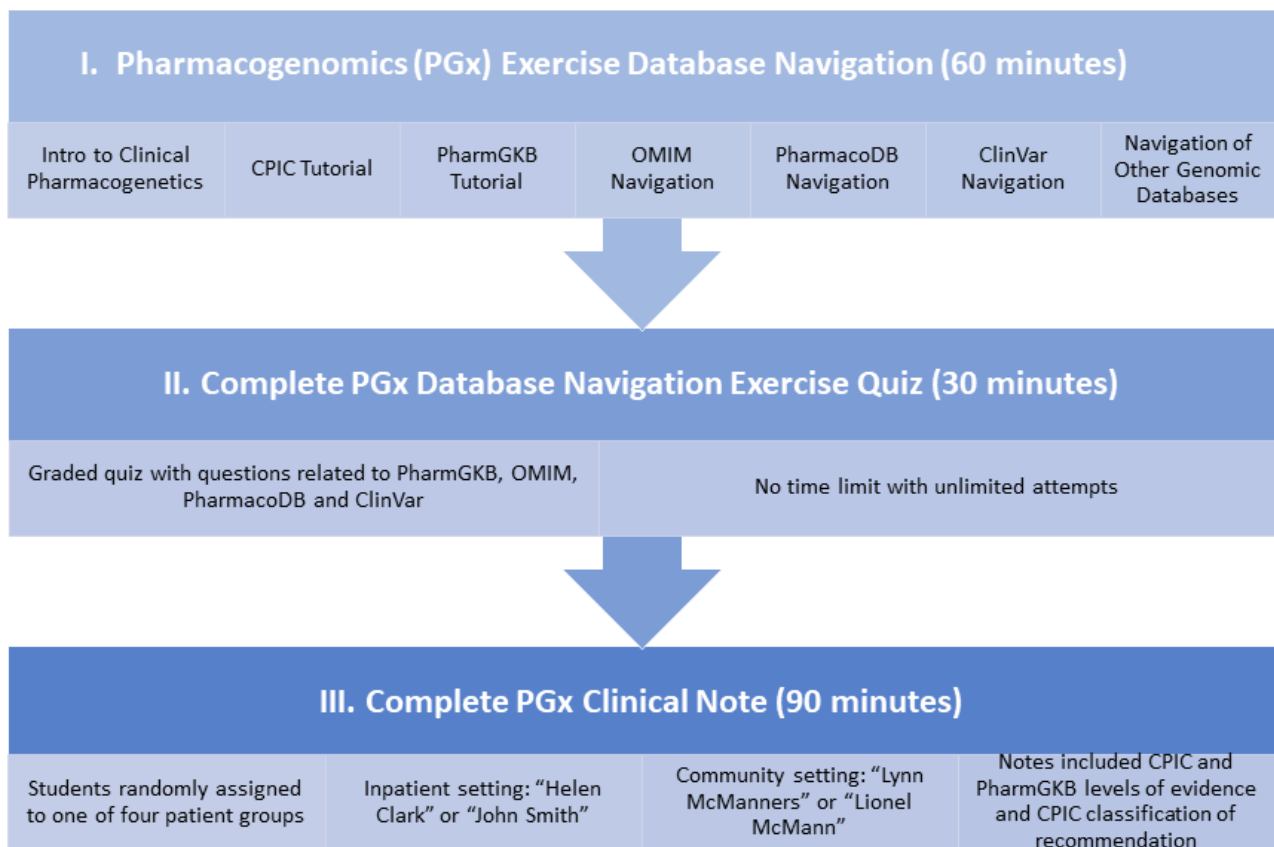 I. Pharmacogenomics (PGx) Exercise Database Navigation (60 minutes)
Intro to Clinical
Pharmacogenetics
CPIC Tutorial
PharmGKB
Tutorial
OMIM
Navigation
PharmacoDB
Navigation
ClinVar
Navigation
Navigation of
Other Genomic
Databases
II. Complete PGx Database Navigation Exercise Quiz (30 minutes)
Graded quiz with questions related to PharmGKB, OMIM,
PharmacoDB and ClinVar
No time limit with unlimited attempts
III. Complete PGx Clinical Note (90 minutes)
Students randomly assigned
to one of four patient groups
Inpatient setting: “Helen
Clark” or “John Smith”
Community setting: “Lynn
McManners” or “Lionel
McMann”
Notes included CPIC and
PharmGKB levels of evidence
and CPIC classification of
recommendation